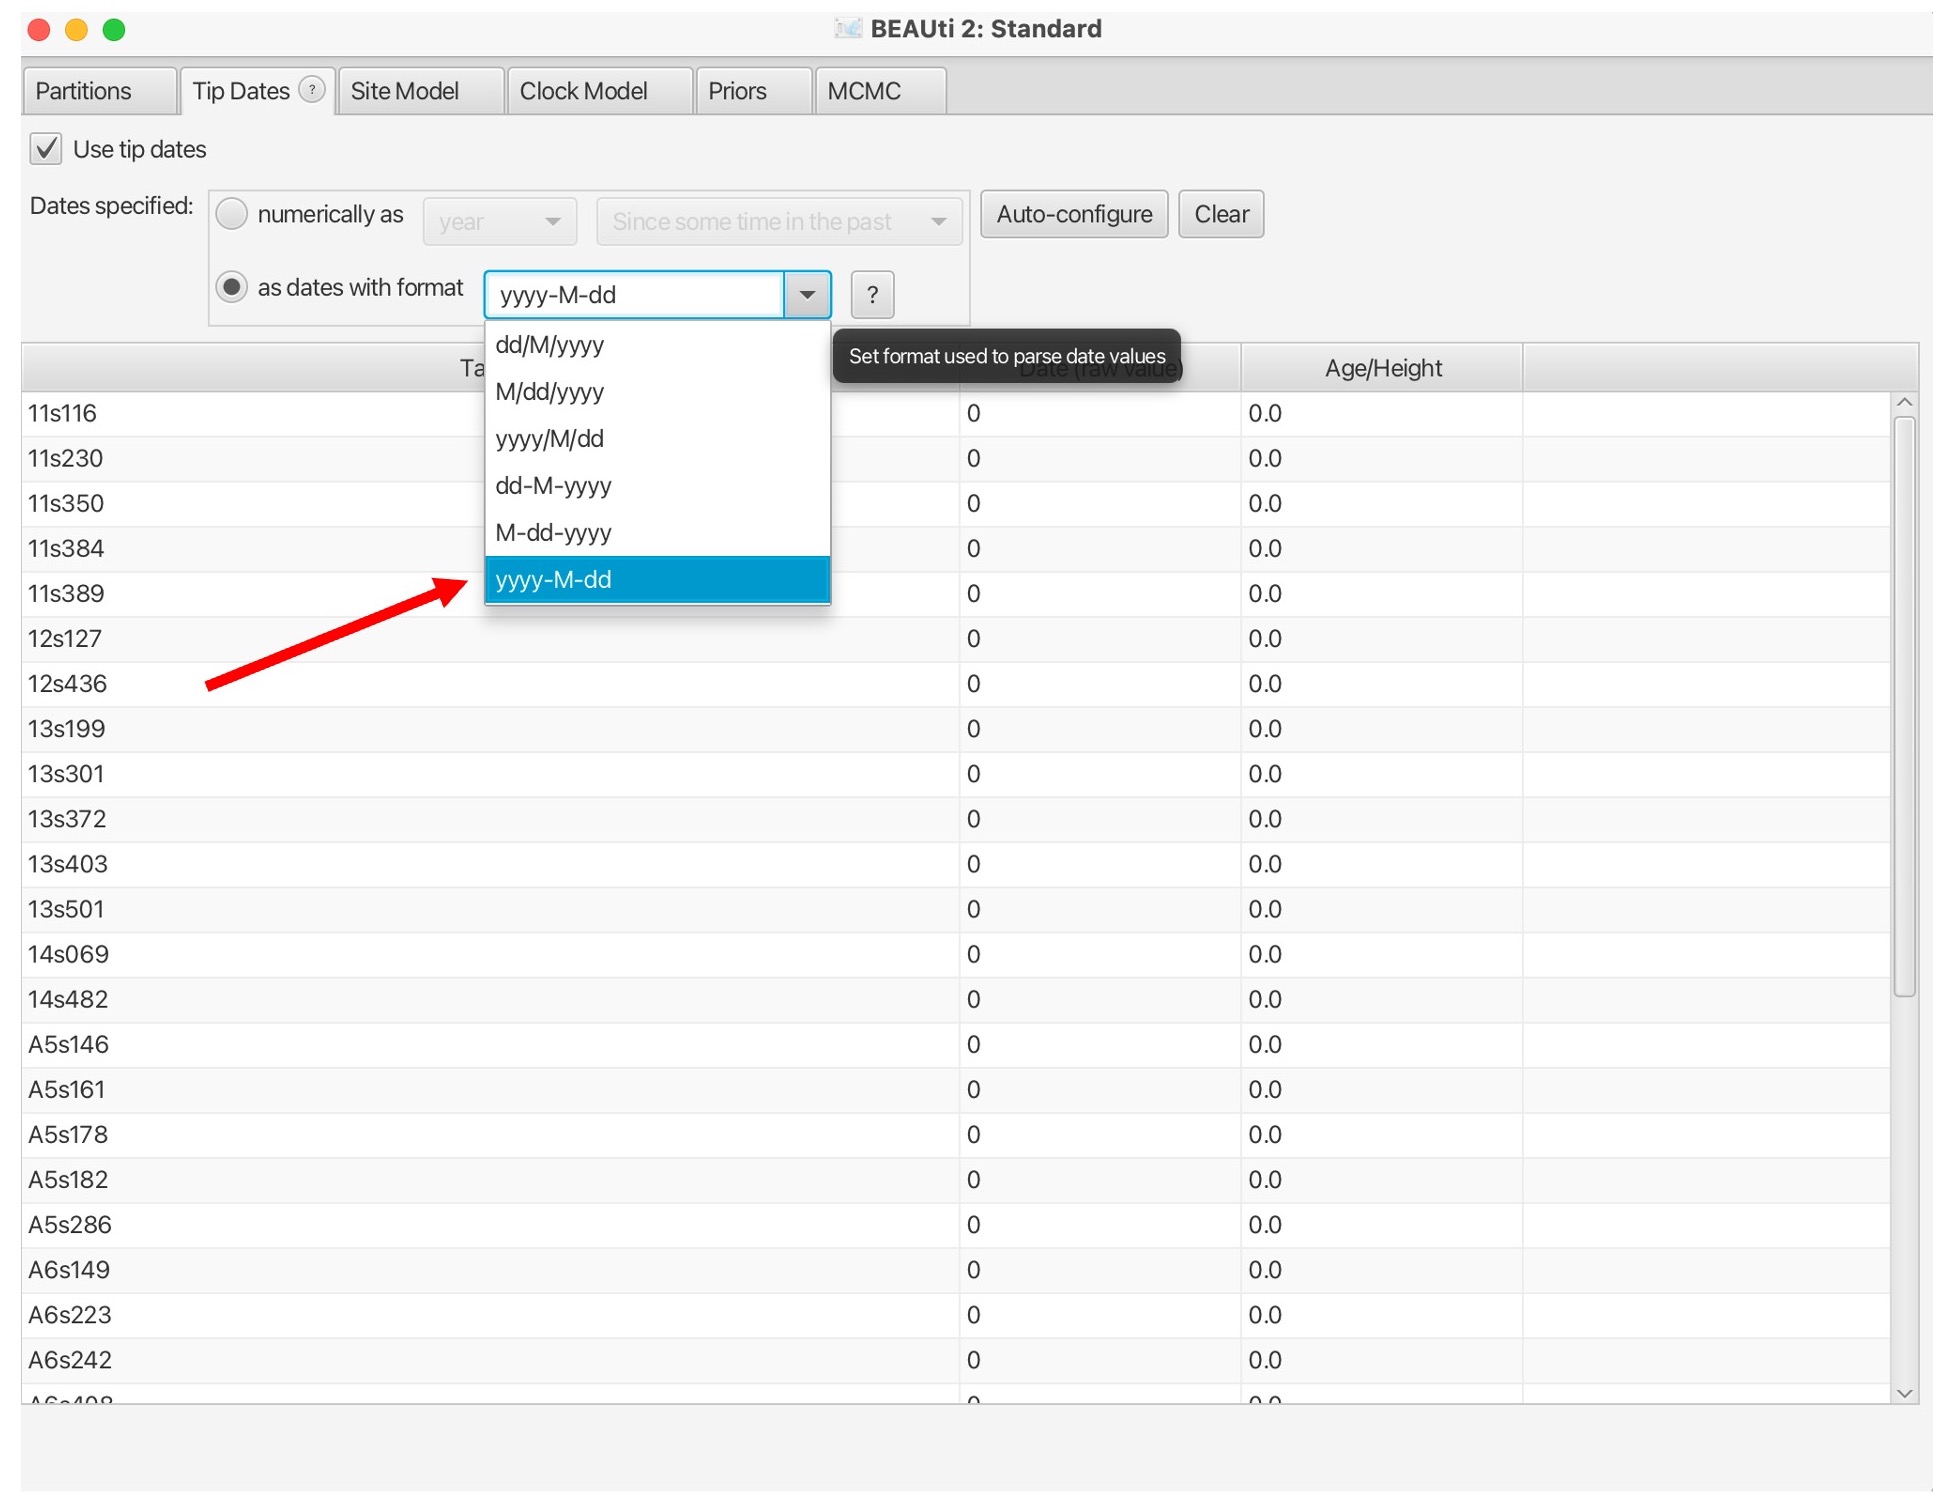 BEAUti 2: Standard
Partitions Tip Dates ? Site Model Clock Model Priors MCMC
Use tip dates
Dates specified: numerically as year Since some time in the past Auto-configure Clear
as dates with format yyyy-M-dd ?
dd/M/yyyy
Set format used to parse date values
Date (raw value) Age/Height
M/dd/yyyy
11s116 0 0.0
yyyy/M/dd
11s230 0 0.0
dd-M-yyyy
11s350 0 0.0
M-dd-yyyy
11s384 0 0.0
yyyy-M-dd
11s389 0 0.0
12s127 0 0.0
12s436 0 0.0
13s199 0 0.0
13s301 0 0.0
13s372 0 0.0
13s403 0 0.0
13s501 0 0.0
14s069 0 0.0
14s482 0 0.0
A5s146 0 0.0
A5s161 0 0.0
A5s178 0 0.0
A5s182 0 0.0
A5s286 0 0.0
A6s149 0 0.0
A6s223 0 0.0
A6s242 0 0.0